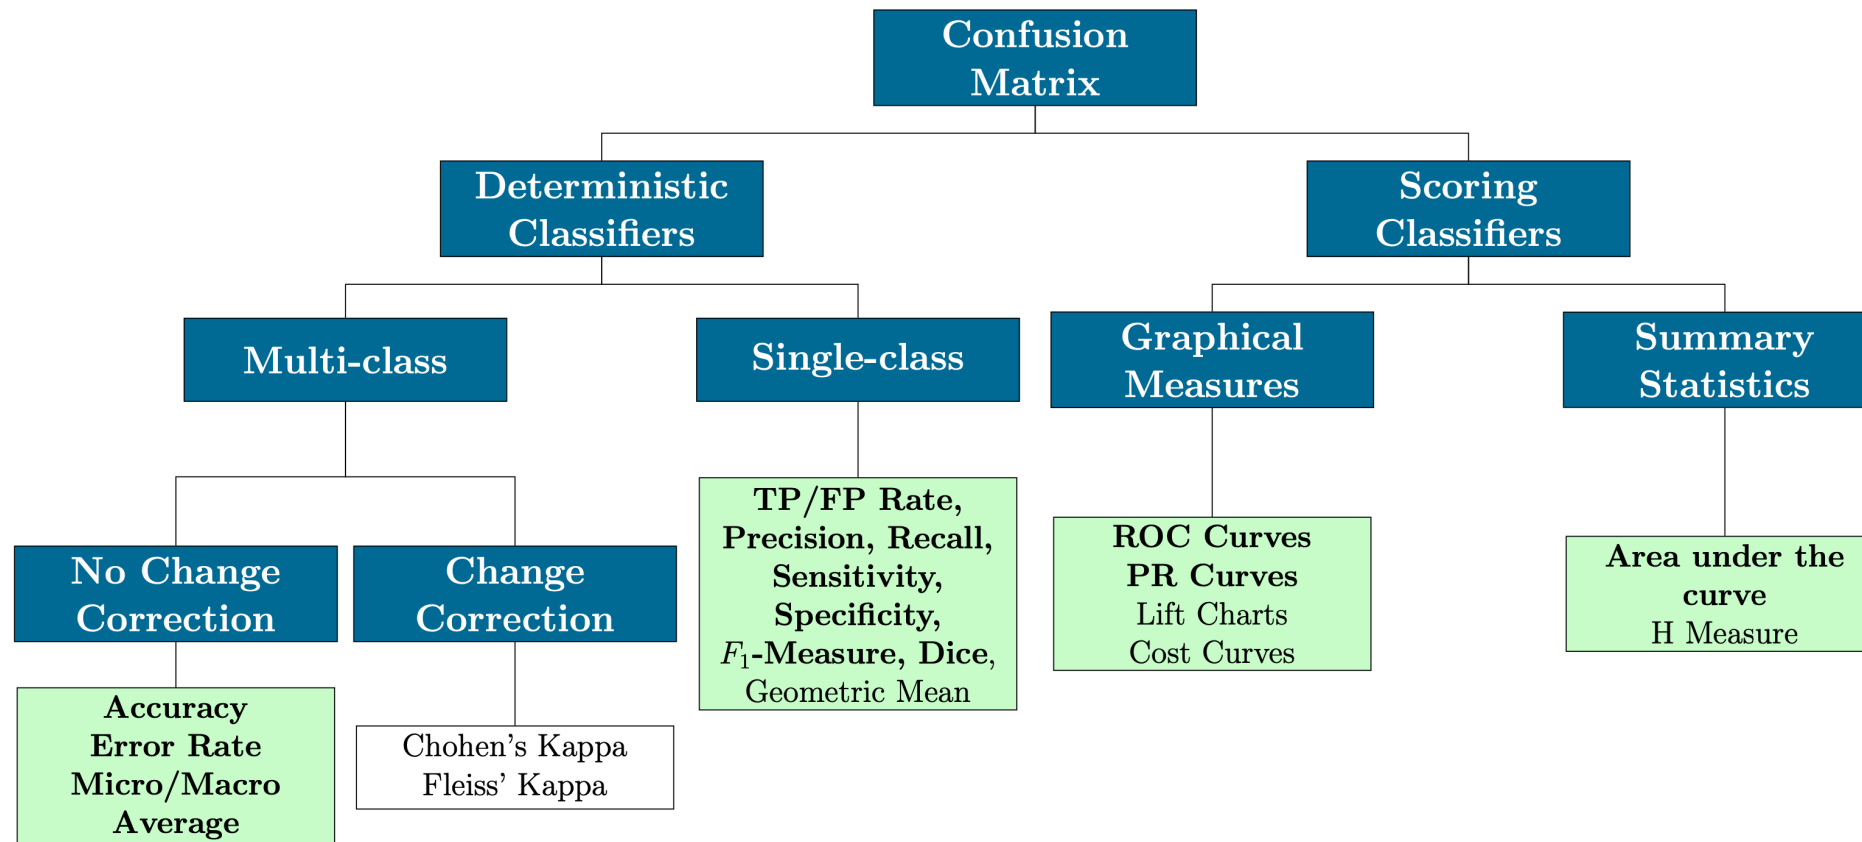 Confusion
Matrix
Deterministic
Classifiers
Scoring
Classifiers
Multi-class
Single-class
Graphical
Measures
Summary
Statistics
No Change
Correction
Change
Correction
TP/FP Rate,
Precision, Recall,
Sensitivity,
Specificity,
F₁-Measure, Dice,
Geometric Mean
ROC Curves
PR Curves
Lift Charts
Cost Curves
Area under the
curve
H Measure
Accuracy
Error Rate
Micro/Macro
Average
Chohen's Kappa
Fleiss' Kappa